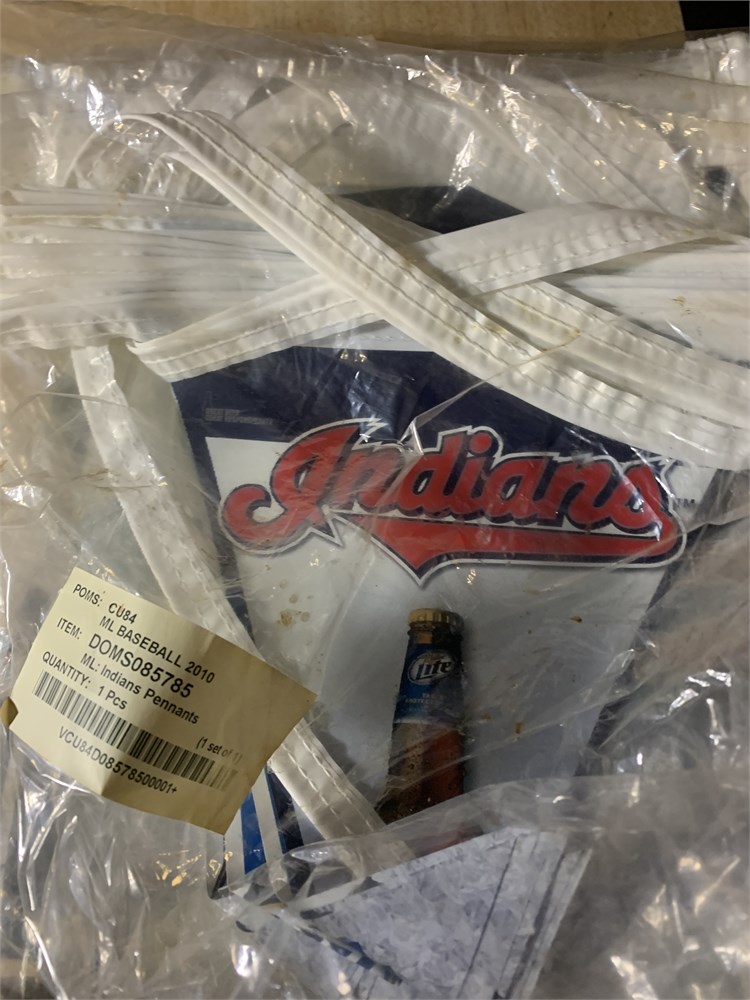 Indians
TM
Lite
POMS: CU84
ML BASEBALL 2010
ITEM: DOMS085785
ML: Indians Pennants
QUANTITY: 1 Pcs
(1 set of 1)
VCU84D08578500001+